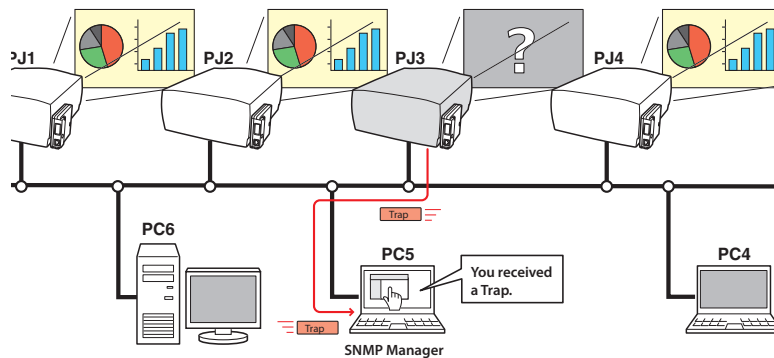 PJ1
PJ2
PJ3
PJ4
?
Trap
PC6
PC5
PC4
You received
a Trap.
Trap
SNMP Manager